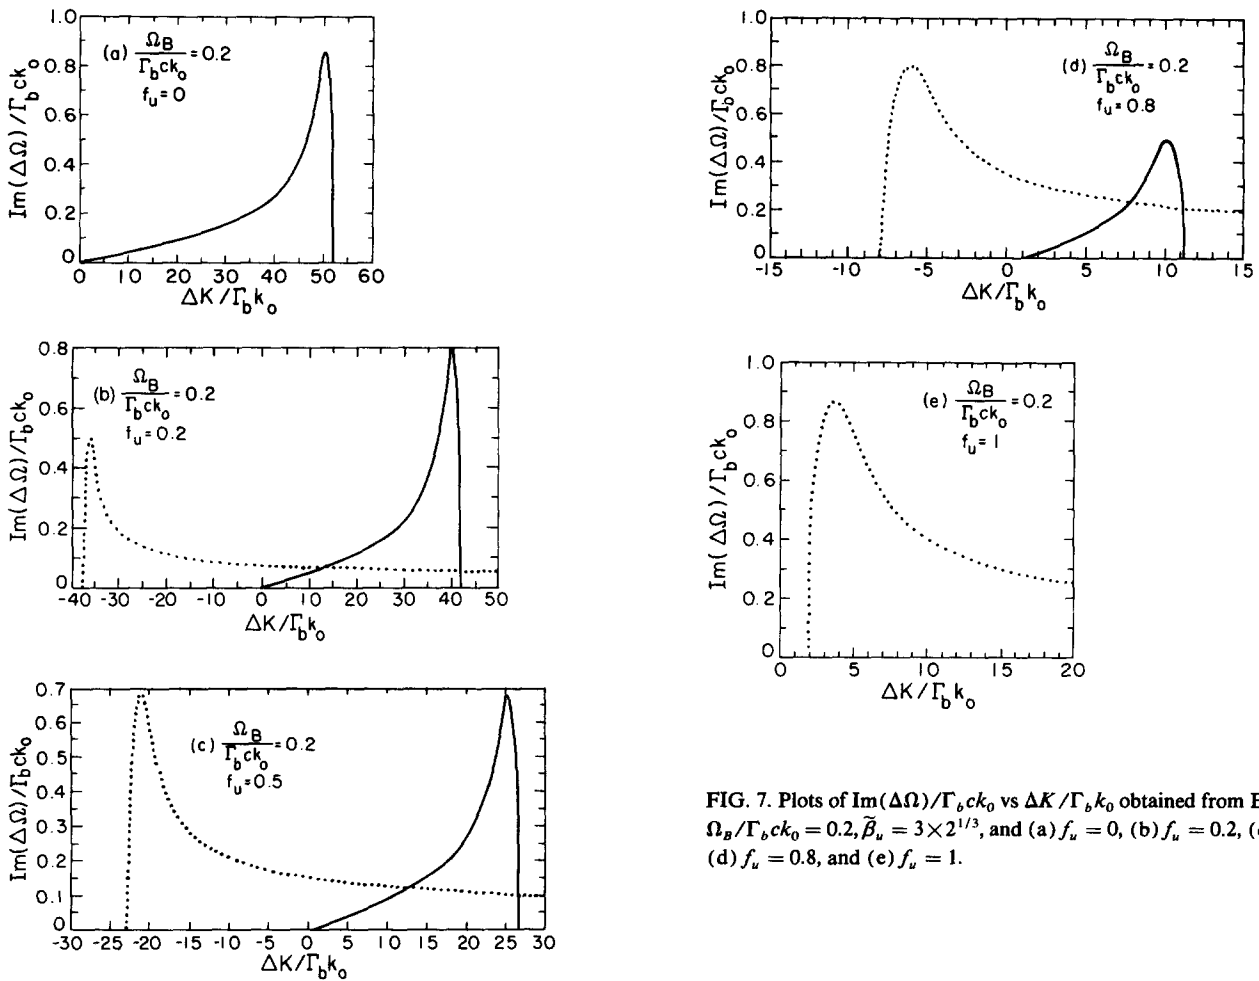 1.0
0.8
0.6
0.4
0.2
0
Im(ΔΩ)/Γ_b ck_o
(a) Ω_B / Γ_b ck_o = 0.2
f_u = 0
0 10 20 30 40 50 60
ΔK/Γ_b k_o
0.8
0.6
0.4
0.2
0
Im(ΔΩ)/Γ_b ck_o
(b) Ω_B / Γ_b ck_o = 0.2
f_u = 0.2
-40 -30 -20 -10 0 10 20 30 40 50
ΔK/Γ_b k_o
0.7
0.6
0.5
0.4
0.3
0.2
0.1
0
Im(ΔΩ)/Γ_b ck_o
(c) Ω_B / Γ_b ck_o = 0.2
f_u = 0.5
-30 -25 -20 -15 -10 -5 0 5 10 15 20 25 30
ΔK/Γ_b k_o
1.0
0.8
0.6
0.4
0.2
0
Im(ΔΩ)/Γ_b ck_o
(d) Ω_B / Γ_b ck_o = 0.2
f_u = 0.8
-15 -10 -5 0 5 10 15
ΔK/Γ_b k_o
1.0
0.8
0.6
0.4
0.2
0
Im(ΔΩ)/Γ_b ck_o
(e) Ω_B / Γ_b ck_o = 0.2
f_u = 1
0 5 10 15 20
ΔK/Γ_b k_o
FIG. 7. Plots of Im(ΔΩ)/Γ_b ck_0 vs ΔK/Γ_b k_0 obtained from
Ω_B/Γ_b ck_0 = 0.2, β̃_u = 3×2^{1/3}, and (a) f_u = 0, (b) f_u = 0.2,
(d) f_u = 0.8, and (e) f_u = 1.